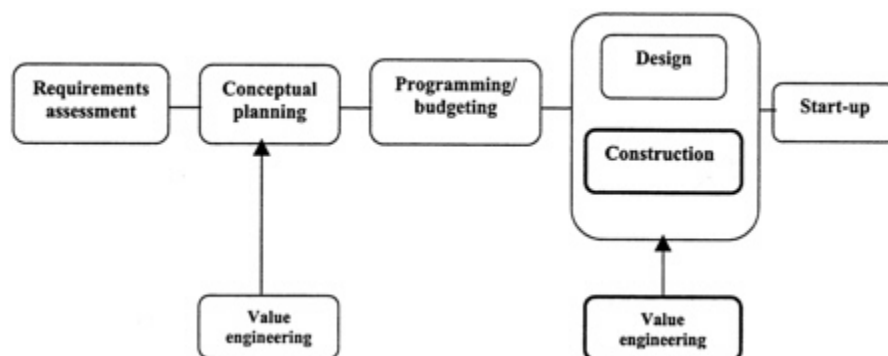 Requirements
assessment
Conceptual
planning
Programming/
budgeting
Design
Construction
Start-up
Value
engineering
Value
engineering